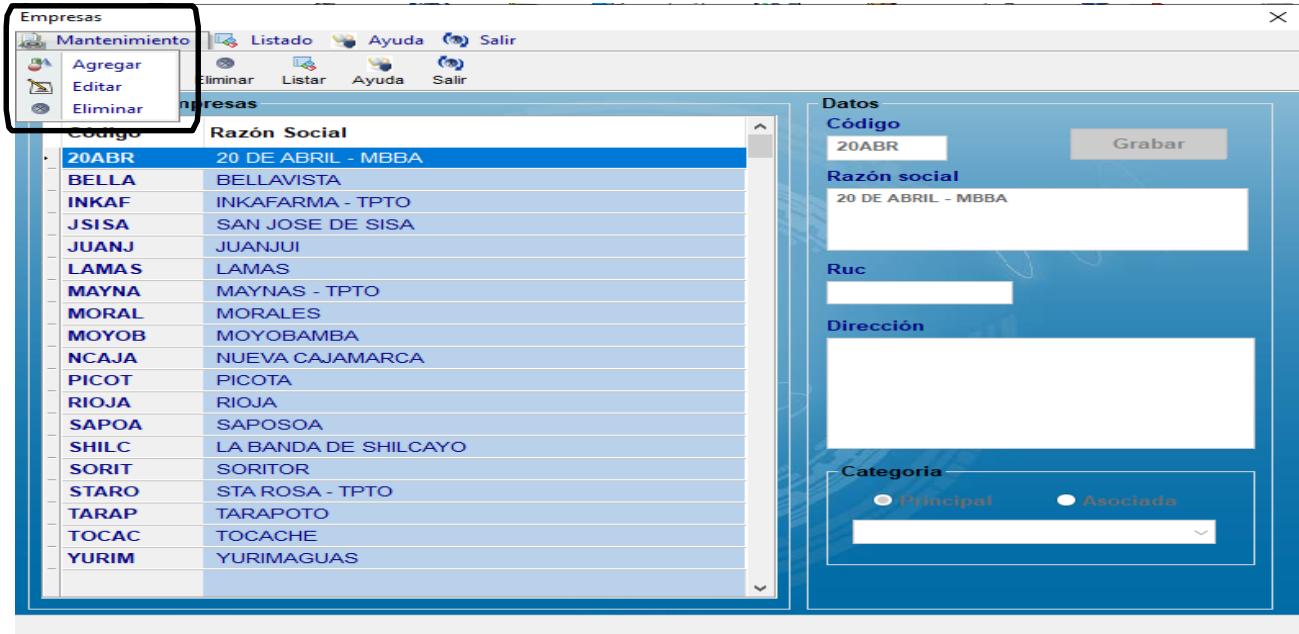 Empresas
Mantenimiento Listado Ayuda Salir
Agregar
Editar
Eliminar
Eliminar Listar Ayuda Salir
Código Razón Social
20ABR 20 DE ABRIL - MBBA
BELLA BELLAVISTA
INKAF INKAFARMA - TPTO
JSISA SAN JOSE DE SISA
JUANJ JUANJUI
LAMAS LAMAS
MAYNA MAYNAS - TPTO
MORAL MORALES
MOYOB MOYOBAMBA
NCAJA NUEVA CAJAMARCA
PICOT PICOTA
RIOJA RIOJA
SAPOA SAPOSOA
SHILC LA BANDA DE SHILCAYO
SORIT SORITOR
STARO STA ROSA - TPTO
TARAP TARAPOTO
TOCAC TOCACHE
YURIM YURIMAGUAS
Datos
Código
20ABR Grabar
Razón social
20 DE ABRIL - MBBA
Ruc
Dirección
Categoria
Principal Asociada